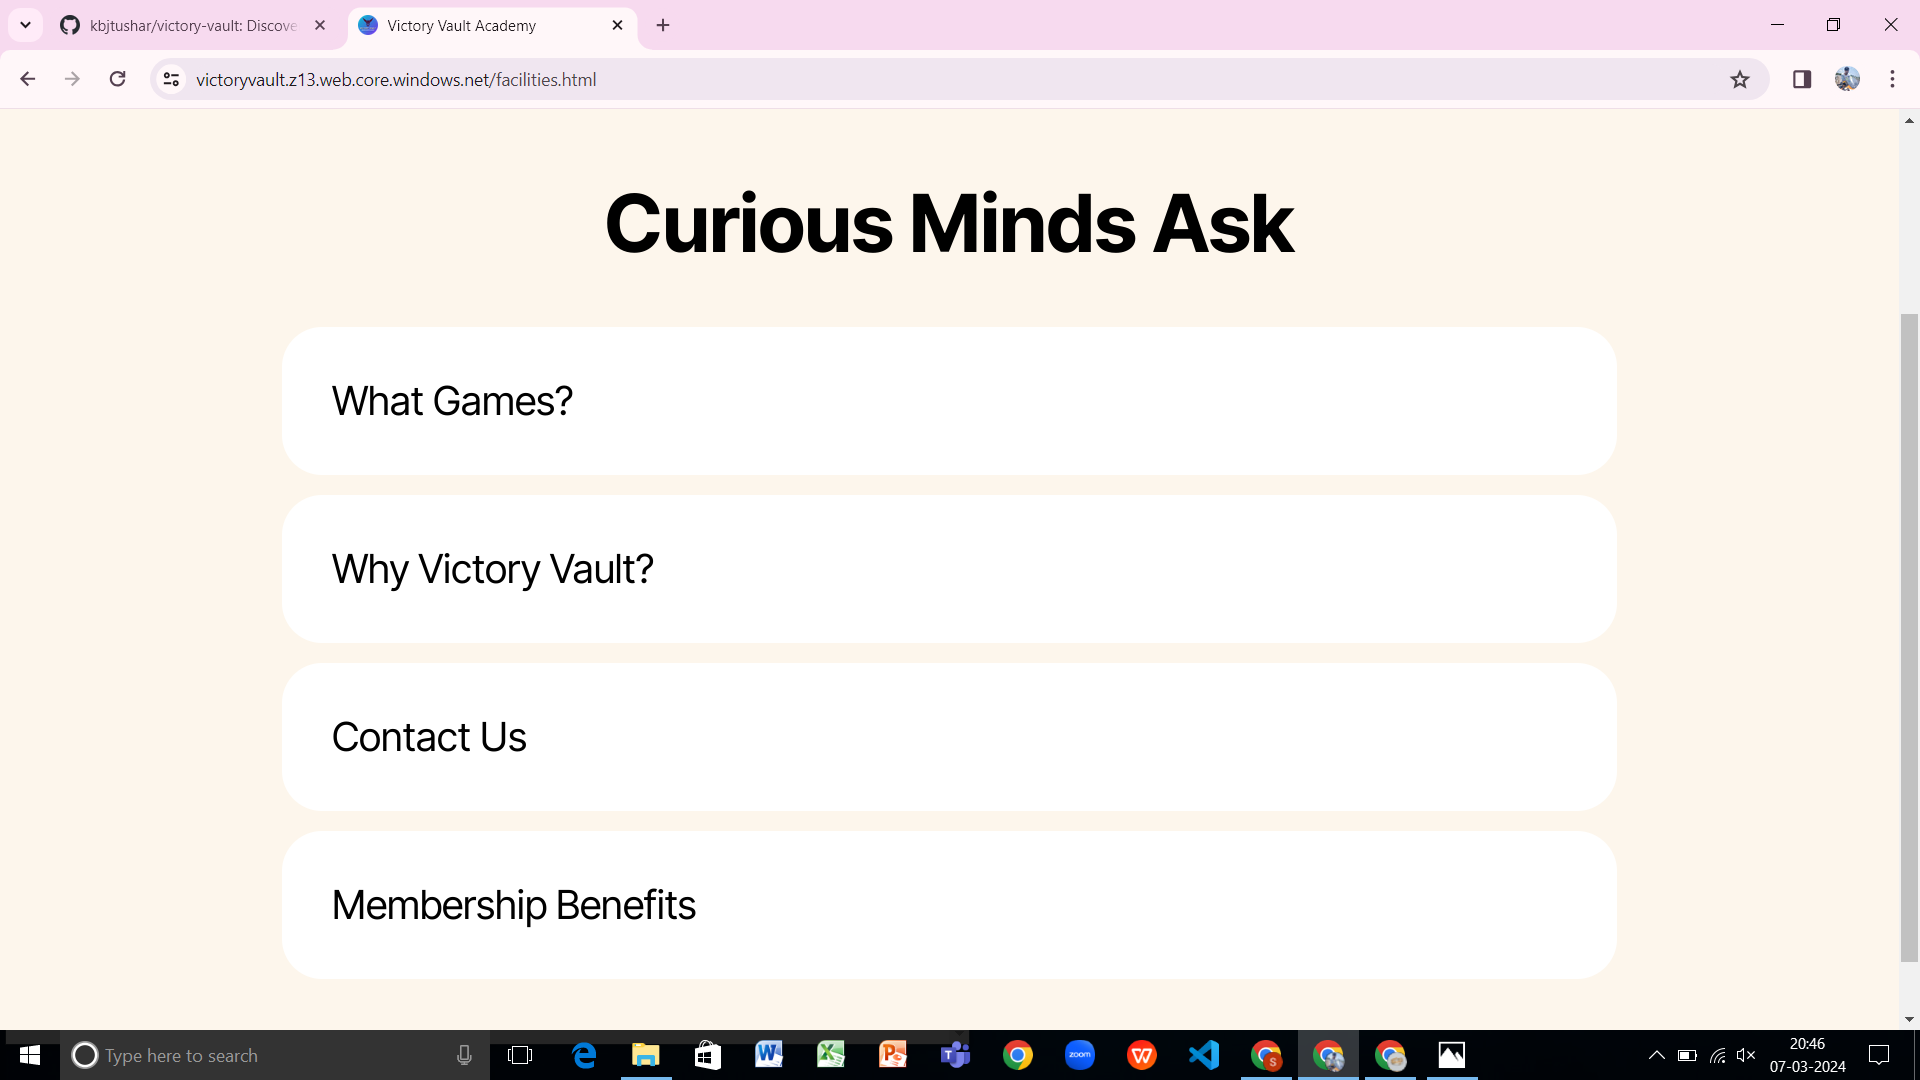 kbjtushar/victory-vault: Discove
Victory Vault Academy
victoryvault.z13.web.core.windows.net/facilities.html
Curious Minds Ask
What Games?
Why Victory Vault?
Contact Us
Membership Benefits
Type here to search
zoom
S
20:46
07-03-2024